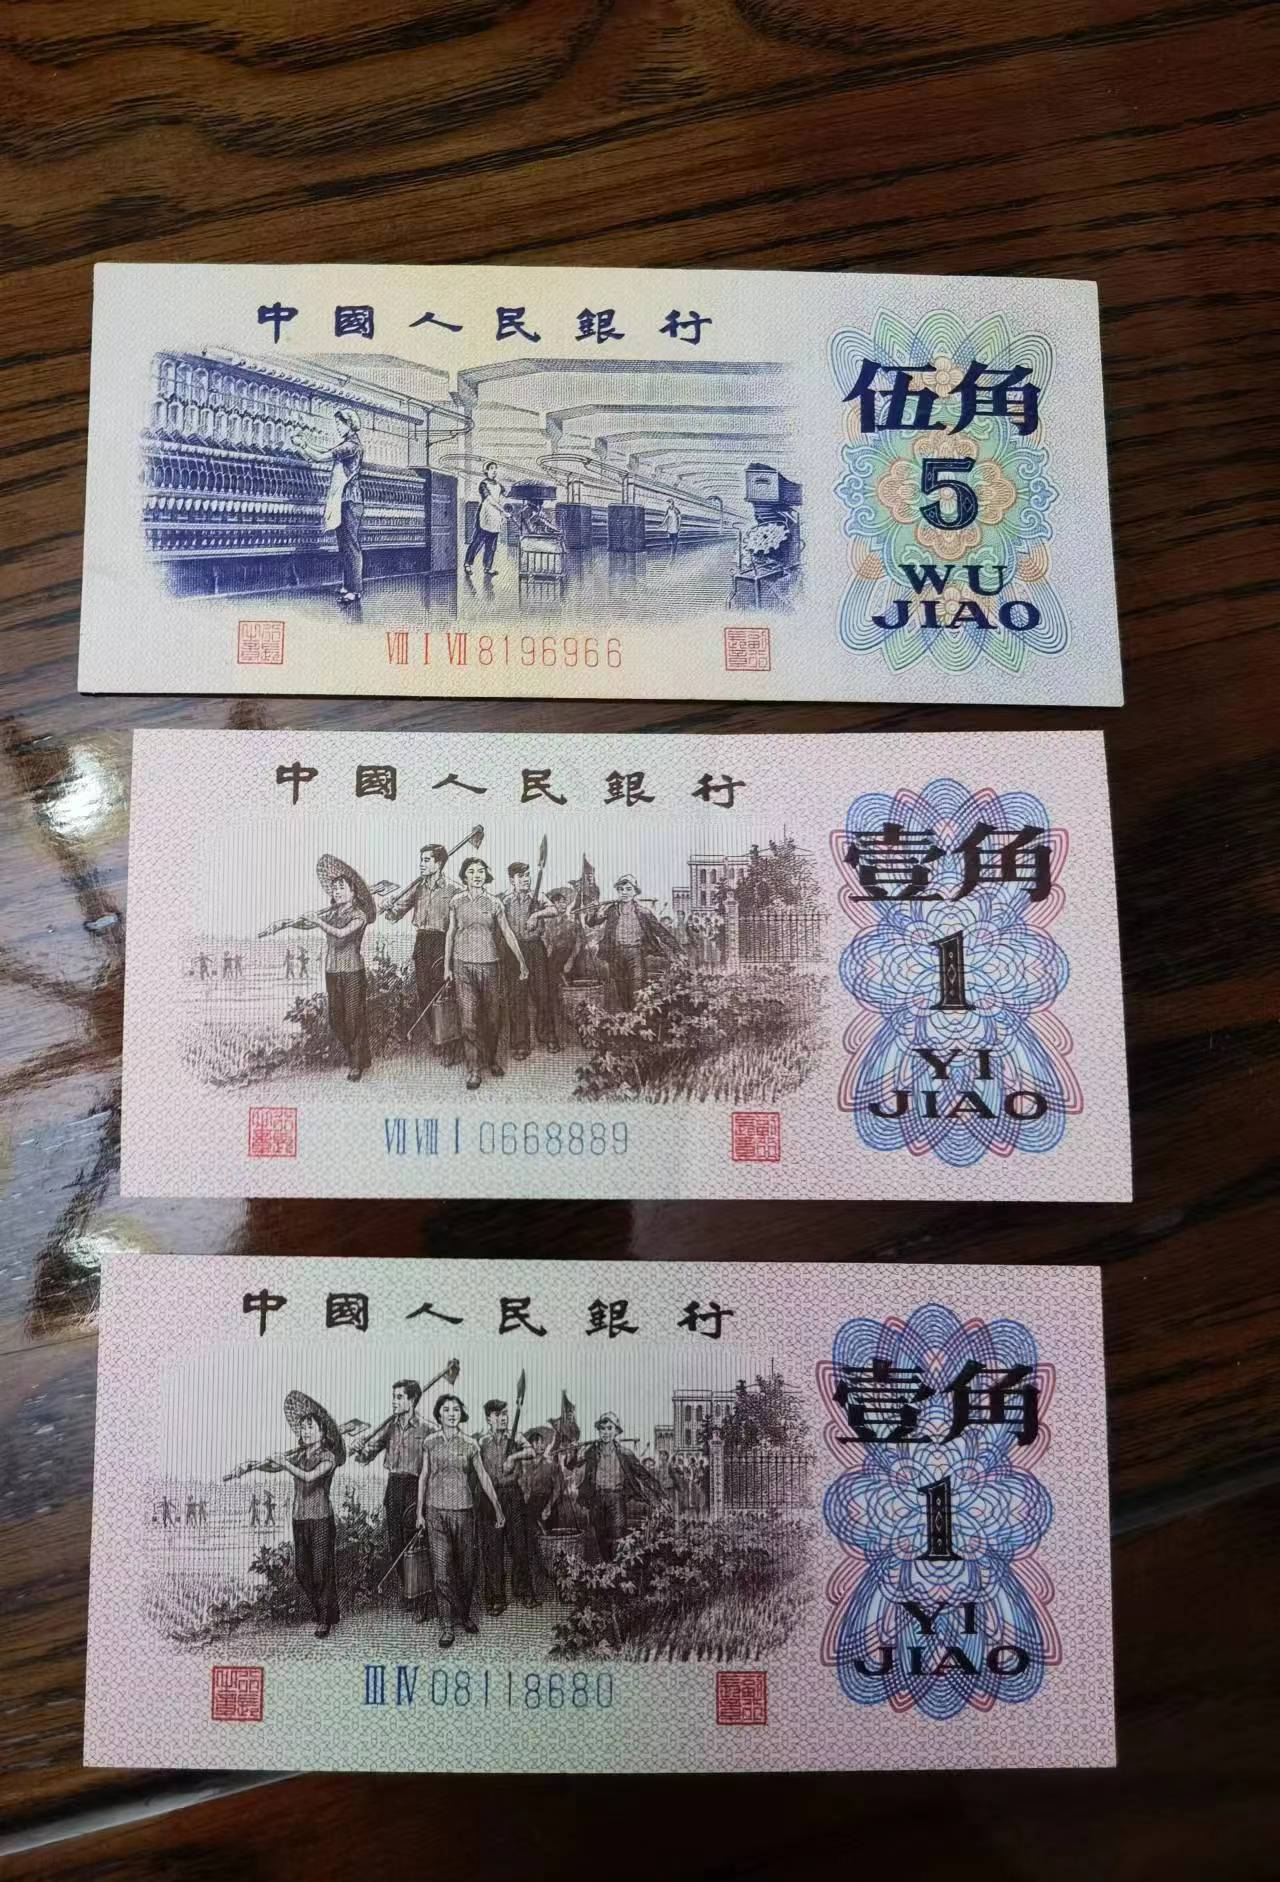 中國人民銀行
伍角
5
WU
JIAO
Ⅷ Ⅰ Ⅶ 8196966
中國人民銀行
壹角
1
YI
JIAO
Ⅶ Ⅷ Ⅰ 0668889
中國人民銀行
壹角
1
YI
JIAO
Ⅲ Ⅳ 08118680